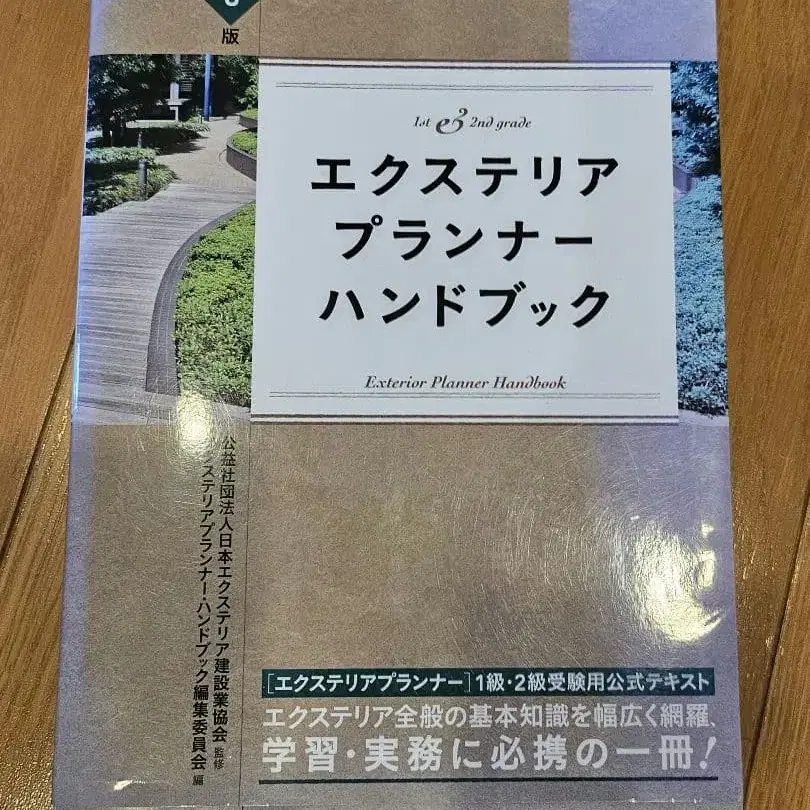 版
1st & 2nd grade
エクステリア
プランナー
ハンドブック
Exterior Planner Handbook
公益社団法人日本エクステリア建設業協会 監修
ステリアプランナー・ハンドブック編集委員会 編
[エクステリアプランナー]1級・2級受験用公式テキスト
エクステリア全般の基本知識を幅広く網羅、
学習・実務に必携の一冊!